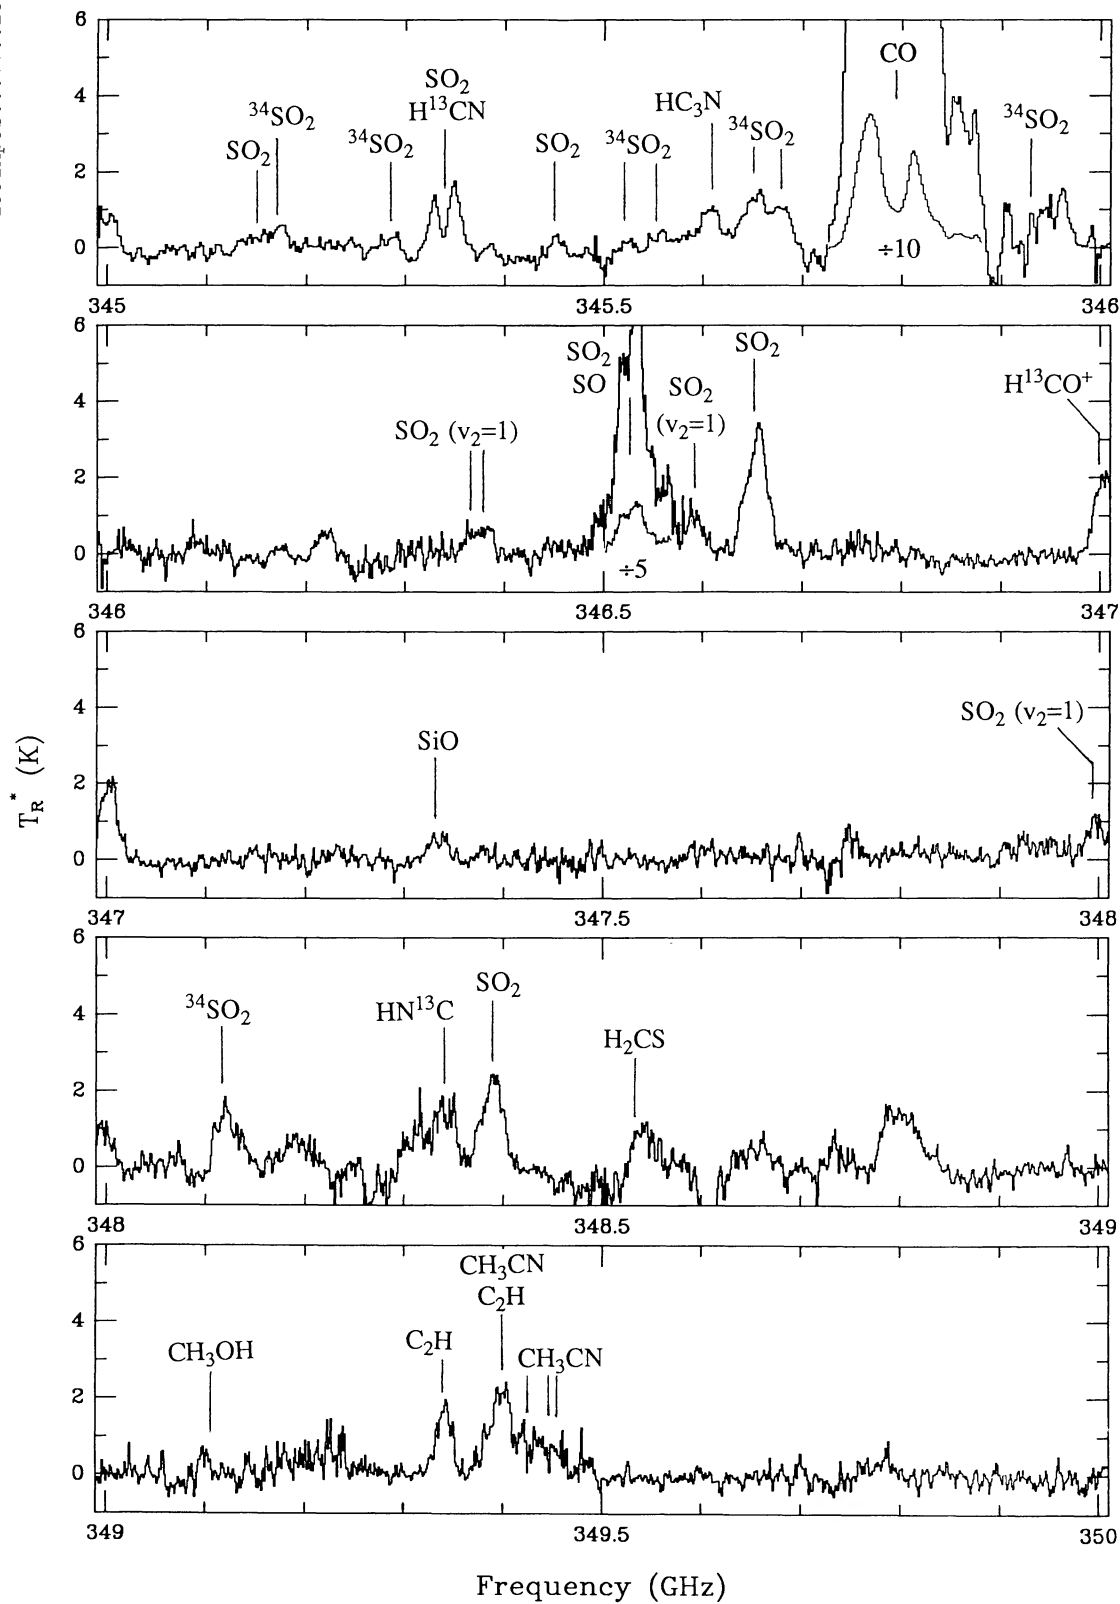 6
4
2
0
SO₂
³⁴SO₂
³⁴SO₂
SO₂
H¹³CN
SO₂
³⁴SO₂
HC₃N
³⁴SO₂
CO
³⁴SO₂
÷10
345
345.5
346
6
4
2
0
SO₂ (v₂=1)
SO₂
SO
SO₂
(v₂=1)
SO₂
H¹³CO⁺
÷5
346
346.5
347
6
4
2
0
SiO
SO₂ (v₂=1)
347
347.5
348
T_R* (K)
6
4
2
0
³⁴SO₂
HN¹³C
SO₂
H₂CS
348
348.5
349
6
4
2
0
CH₃OH
C₂H
CH₃CN
C₂H
CH₃CN
349
349.5
350
Frequency (GHz)